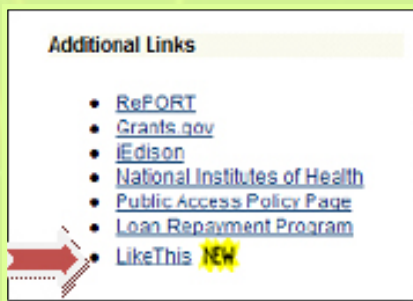 Additional Links
RePORT
Grants.gov
iEdison
National Institutes of Health
Public Access Policy Page
Loan Repayment Program
LikeThis NEW